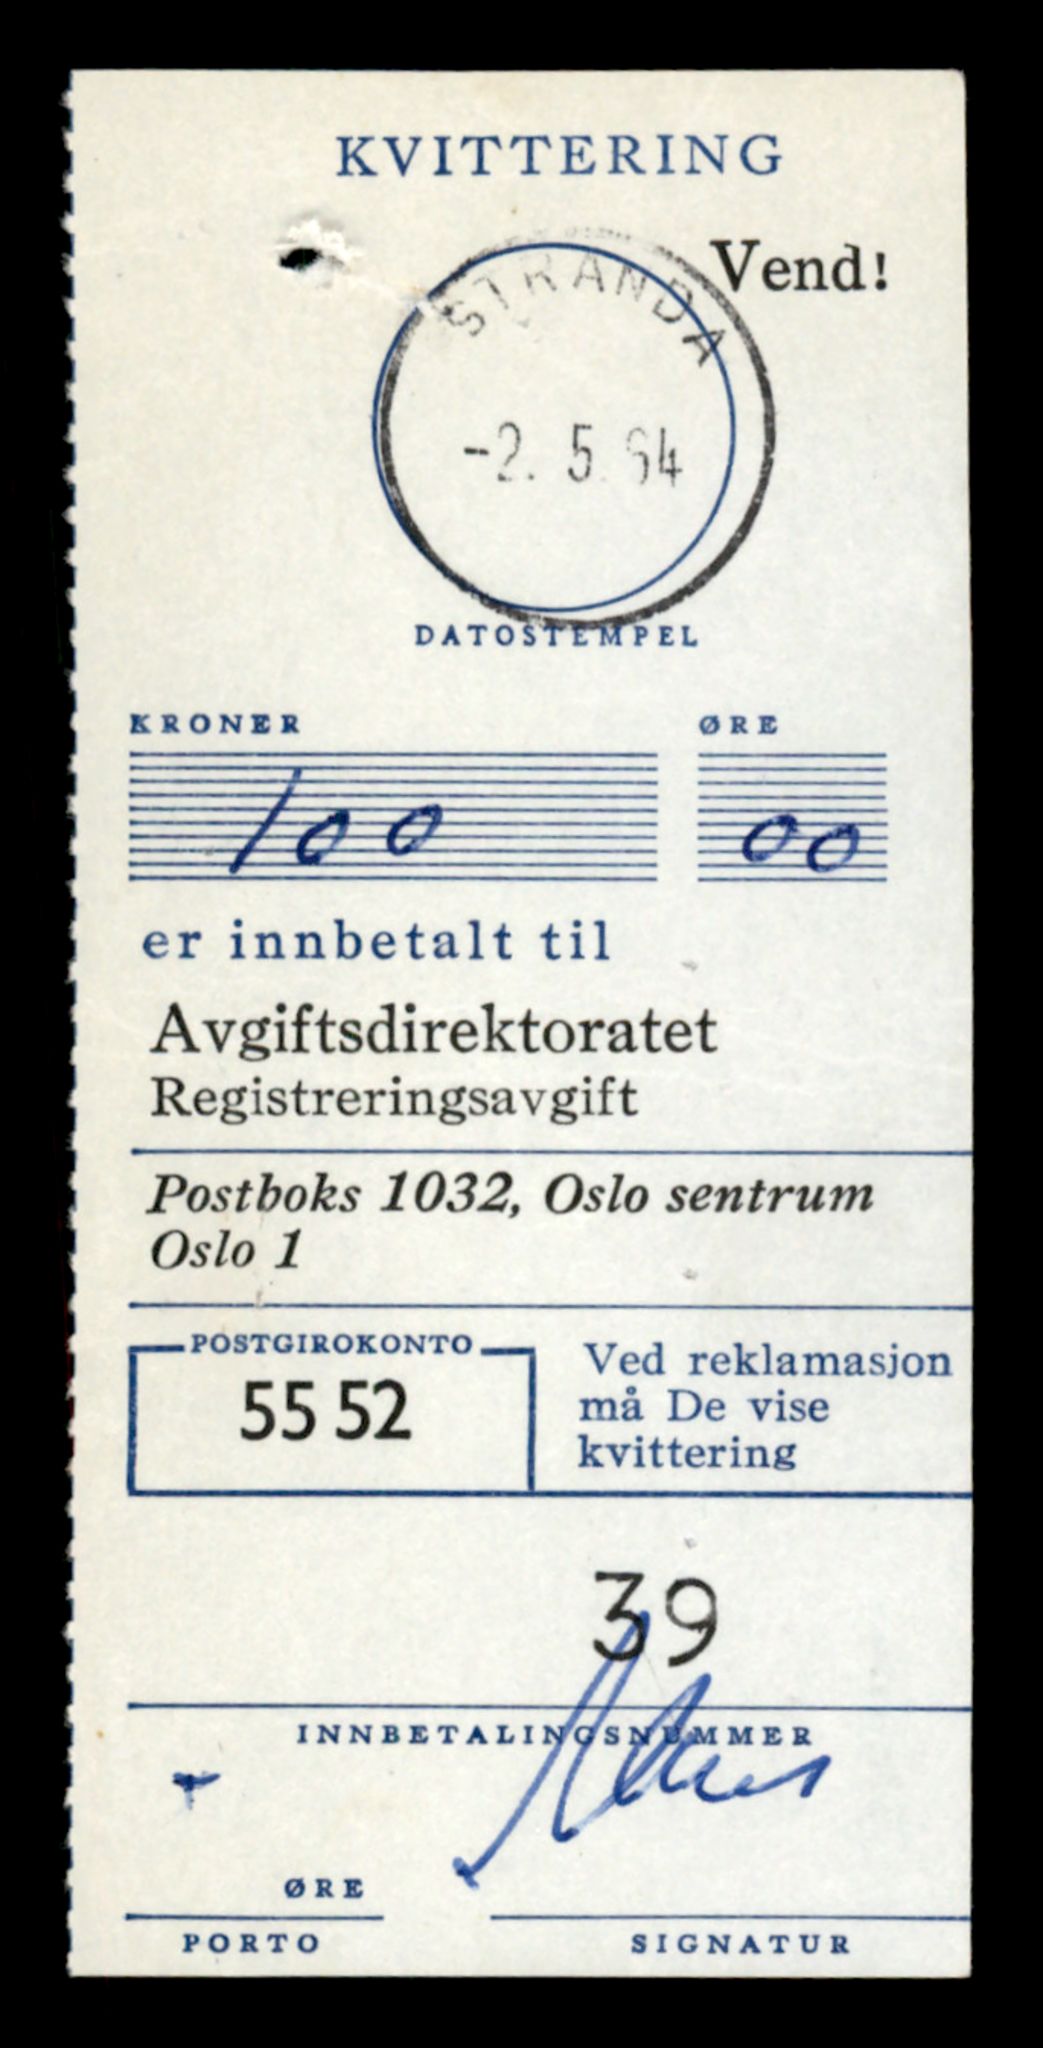 KVITTERING
Vend!
STRANDA
-2. 5. 64
DATOSTEMPEL
KRONER ØRE
100 00
er innbetalt til
Avgiftsdirektoratet
Registreringsavgift
Postboks 1032, Oslo sentrum
Oslo 1
POSTGIROKONTO
55 52
Ved reklamasjon
må De vise
kvittering
39
INNBETALINGSNUMMER
ØRE
PORTO SIGNATUR